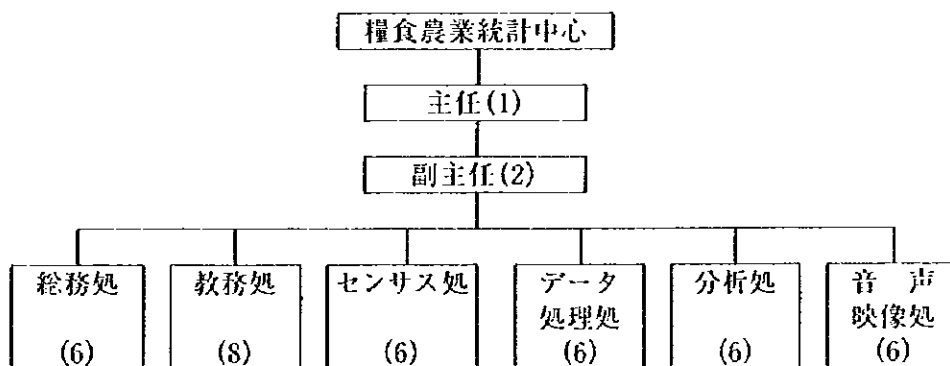 糧食農業統計中心
主任(1)
副主任(2)
総務処
(6)
教務処
(8)
センサス処
(6)
データ
処理処
(6)
分析処
(6)
音 声
映像処
(6)